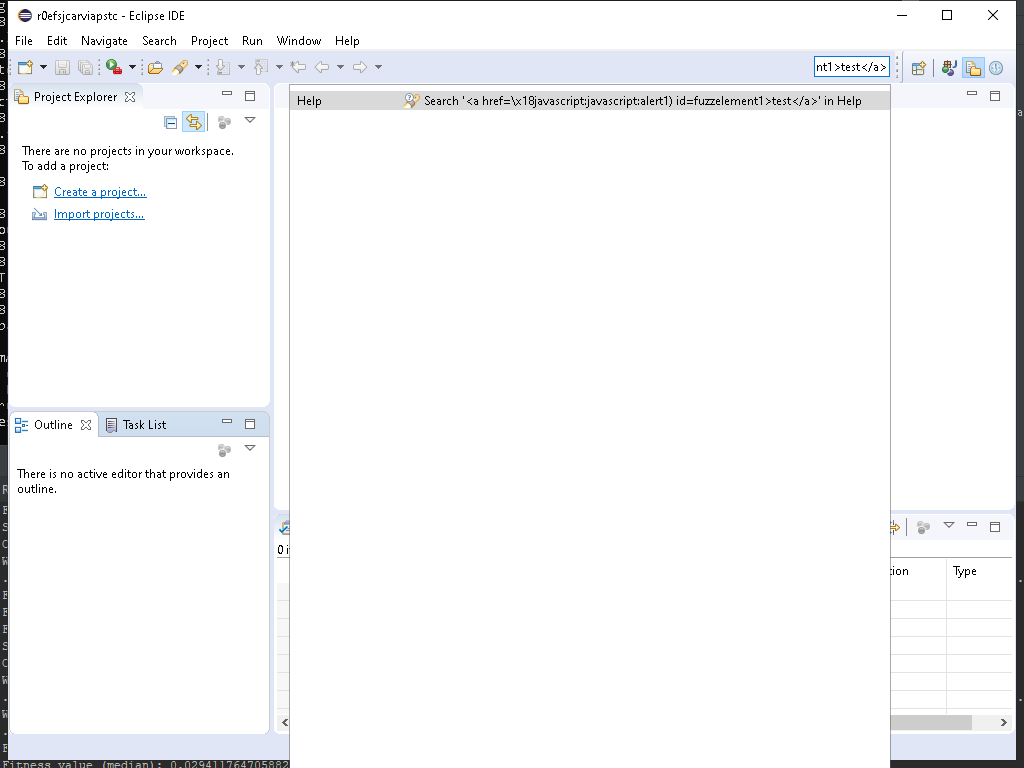 r0efsjcarviapstc - Eclipse IDE
File Edit Navigate Search Project Run Window Help
nt1>test</a>
Project Explorer
Help Search '<a href=\x18javascript:javascript:alert1) id=fuzzelement1>test</a>' in Help
There are no projects in your workspace.
To add a project:
Create a project...
Import projects...
Outline Task List
There is no active editor that provides an
outline.
0 i
tion Type
Fitness value (median): 0.029411764705882